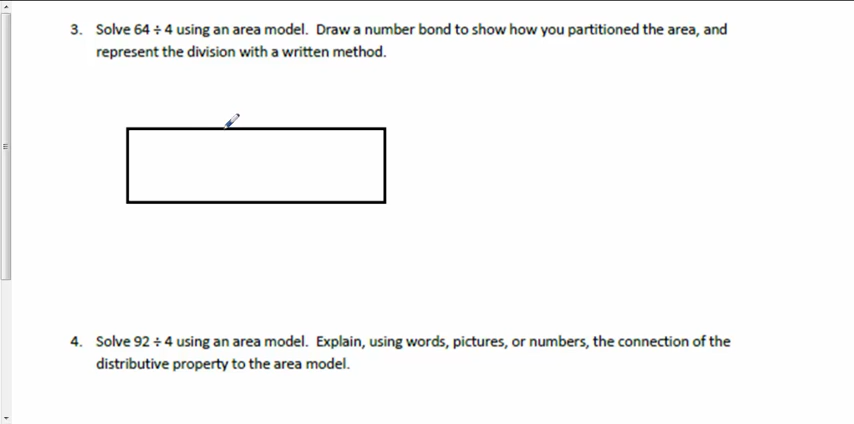 3. Solve 64 ÷ 4 using an area model. Draw a number bond to show how you partitioned the area, and
represent the division with a written method.
4. Solve 92 ÷ 4 using an area model. Explain, using words, pictures, or numbers, the connection of the
distributive property to the area model.